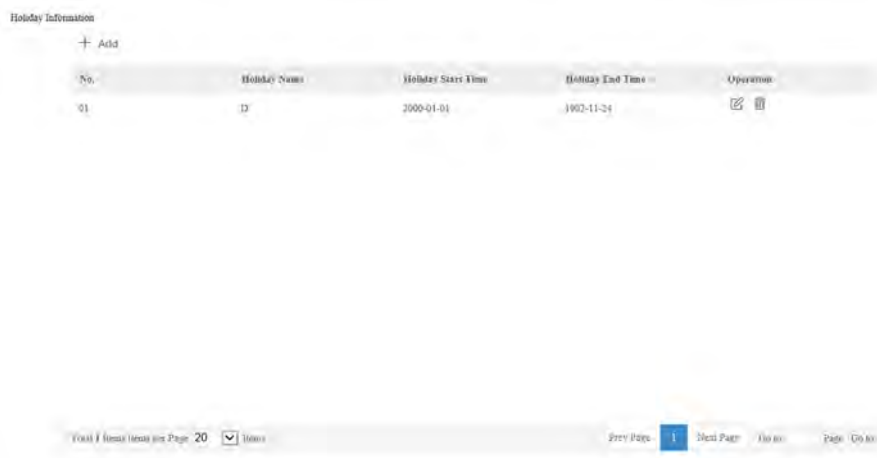 Holiday Information
Add
No. Holiday Name Holiday Start Time Holiday End Time Operation
01 D 2000-01-01 1902-11-24
Total 1 Items Items per Page 20 Items Prev Page 1 Next Page Go to Page Go to